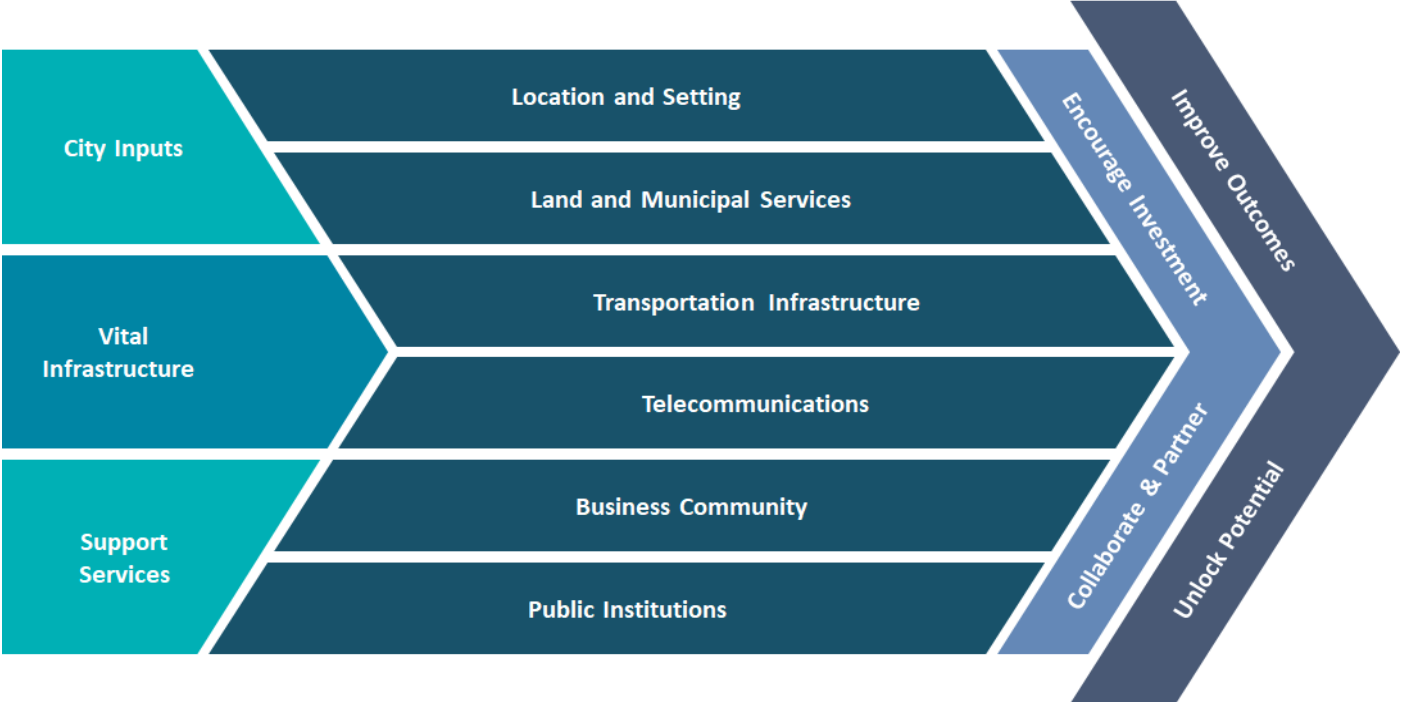 City Inputs
Location and Setting
Land and Municipal Services
Vital
Infrastructure
Transportation Infrastructure
Telecommunications
Support
Services
Business Community
Public Institutions
Encourage Investment
Collaborate & Partner
Improve Outcomes
Unlock Potential